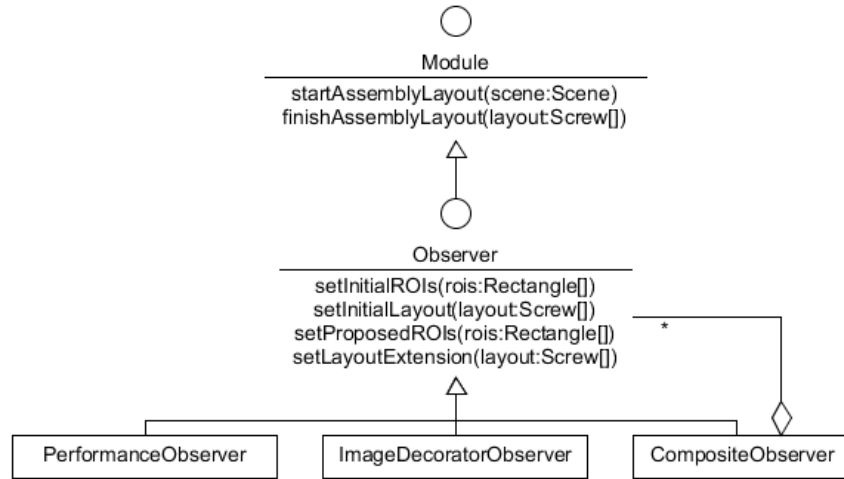 Module
startAssemblyLayout(scene:Scene)
finishAssemblyLayout(layout:Screw[])
Observer
setInitialROIs(rois:Rectangle[])
setInitialLayout(layout:Screw[])
setProposedROIs(rois:Rectangle[])
setLayoutExtension(layout:Screw[])
*
PerformanceObserver
ImageDecoratorObserver
CompositeObserver